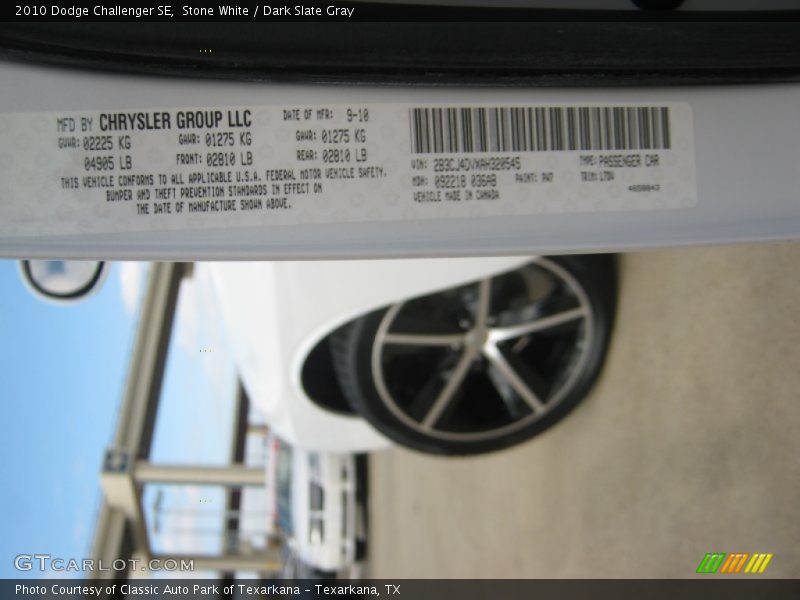 2010 Dodge Challenger SE,  Stone White / Dark Slate Gray
MFD BY CHRYSLER GROUP LLC DATE OF MFR: 9-10
GVWR: 02225 KG GAWR: 01275 KG GAWR: 01275 KG
04905 LB FRONT: 02810 LB REAR: 02810 LB
THIS VEHICLE CONFORMS TO ALL APPLICABLE U.S.A. FEDERAL MOTOR VEHICLE SAFETY,
BUMPER AND THEFT PREVENTION STANDARDS IN EFFECT ON
THE DATE OF MANUFACTURE SHOWN ABOVE.
VIN: 2B3CJ4DVXAH320545 TYPE: PASSENGER CAR
MDH: 092218 036AB PAINT: PW7 TRIM: L7DV
VEHICLE MADE IN CANADA 4658843
GTCARLOT.COM
Photo Courtesy of Classic Auto Park of Texarkana – Texarkana, TX